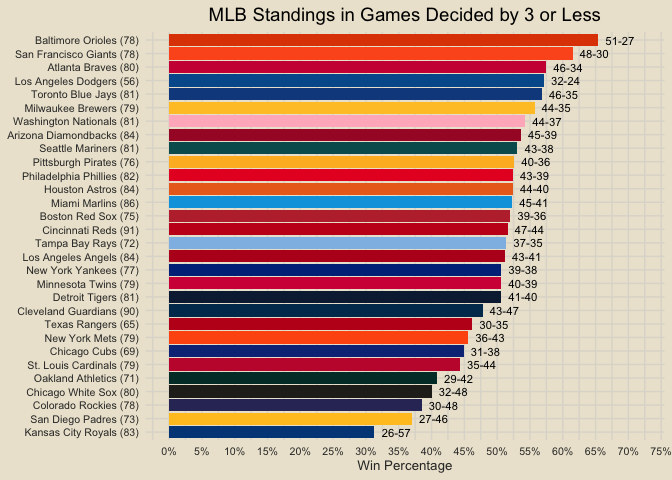 MLB Standings in Games Decided by 3 or Less
Baltimore Orioles (78) 51-27
San Francisco Giants (78) 48-30
Atlanta Braves (80) 46-34
Los Angeles Dodgers (56) 32-24
Toronto Blue Jays (81) 46-35
Milwaukee Brewers (79) 44-35
Washington Nationals (81) 44-37
Arizona Diamondbacks (84) 45-39
Seattle Mariners (81) 43-38
Pittsburgh Pirates (76) 40-36
Philadelphia Phillies (82) 43-39
Houston Astros (84) 44-40
Miami Marlins (86) 45-41
Boston Red Sox (75) 39-36
Cincinnati Reds (91) 47-44
Tampa Bay Rays (72) 37-35
Los Angeles Angels (84) 43-41
New York Yankees (77) 39-38
Minnesota Twins (79) 40-39
Detroit Tigers (81) 41-40
Cleveland Guardians (90) 43-47
Texas Rangers (65) 30-35
New York Mets (79) 36-43
Chicago Cubs (69) 31-38
St. Louis Cardinals (79) 35-44
Oakland Athletics (71) 29-42
Chicago White Sox (80) 32-48
Colorado Rockies (78) 30-48
San Diego Padres (73) 27-46
Kansas City Royals (83) 26-57
0% 5% 10% 15% 20% 25% 30% 35% 40% 45% 50% 55% 60% 65% 70% 75%
Win Percentage